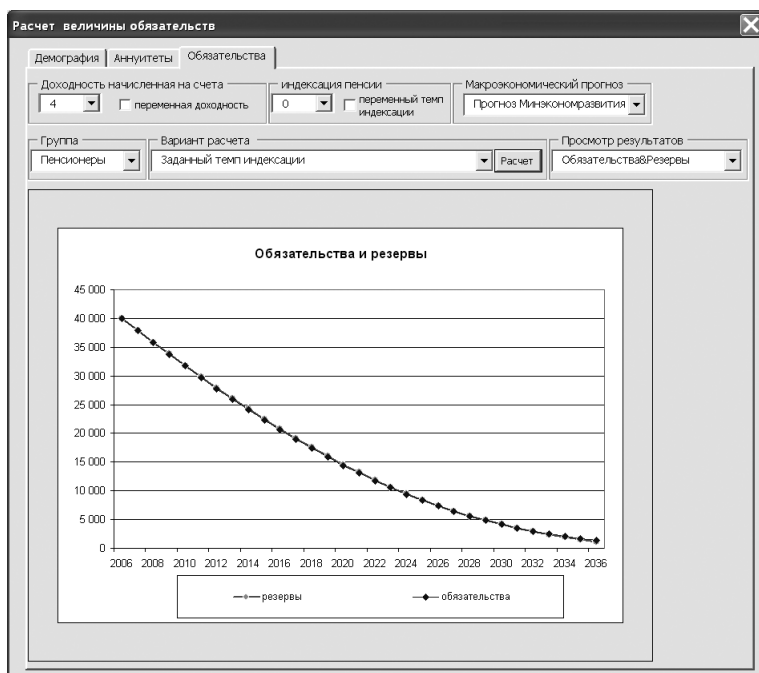 Расчет величины обязательств
Демография Аннуитеты Обязательства
Доходность начисленная на счета индексация пенсии Макроэкономический прогноз
4 переменная доходность 0 переменный темп индексации Прогноз Минэкономразвития
Группа Вариант расчета Просмотр результатов
Пенсионеры Заданный темп индексации Расчет Обязательства&Резервы
Обязательства и резервы
45 000
40 000
35 000
30 000
25 000
20 000
15 000
10 000
5 000
0
2006 2008 2010 2012 2014 2016 2018 2020 2022 2024 2026 2028 2030 2032 2034 2036
резервы обязательства